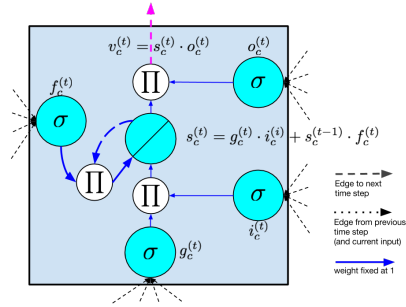 v_c^{(t)} = s_c^{(t)} · o_c^{(t)}
o_c^{(t)}
f_c^{(t)}
∏
σ
σ
s_c^{(t)} = g_c^{(t)} · i_c^{(i)} + s_c^{(t-1)} · f_c^{(t)}
∏
∏
σ
i_c^{(t)}
σ
g_c^{(t)}
Edge to next
time step
Edge from previous
time step
(and current input)
weight fixed at 1